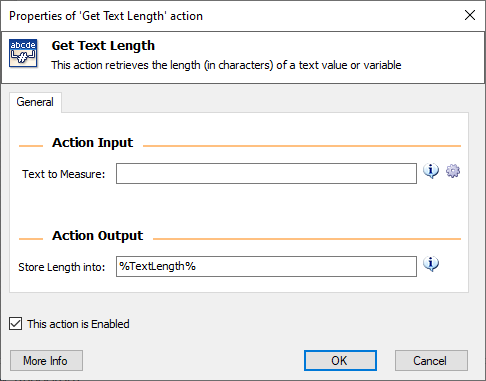 Properties of 'Get Text Length' action
abcde
#
Get Text Length
This action retrieves the length (in characters) of a text value or variable
General
Action Input
Text to Measure:
Action Output
Store Length into: %TextLength%
This action is Enabled
More Info OK Cancel